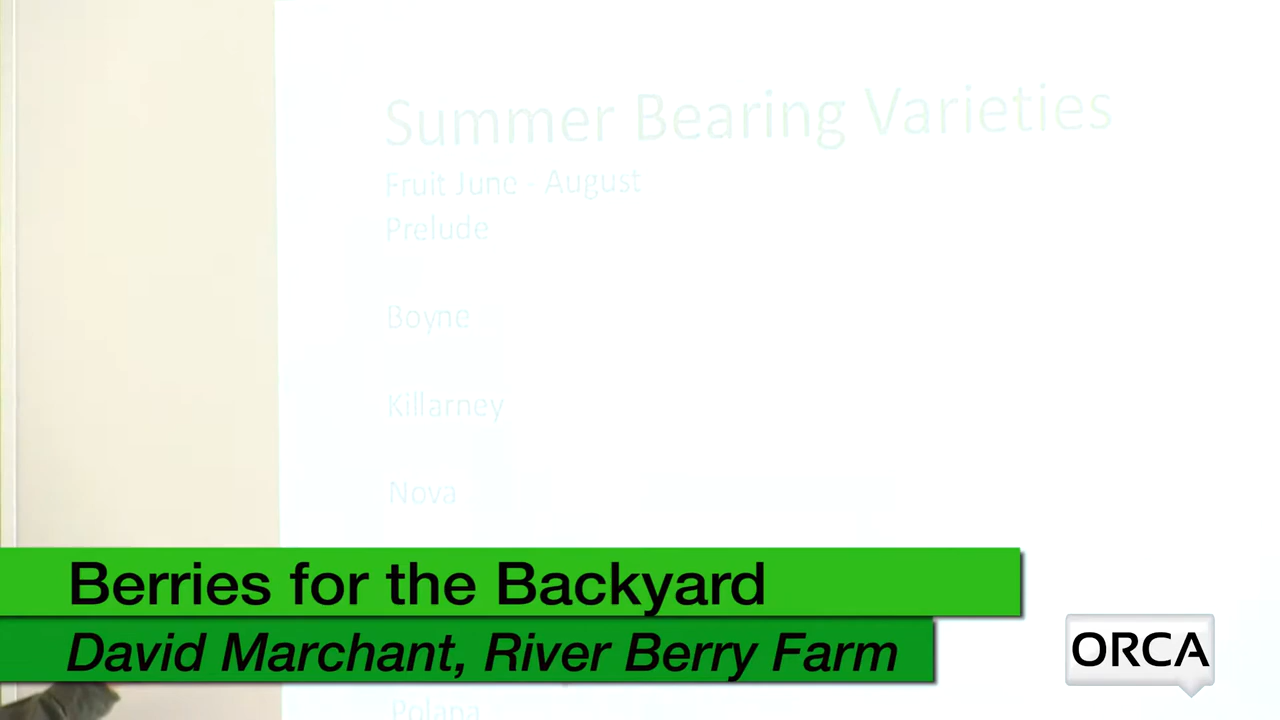 Summer Bearing Varieties
Fruit June - August
Prelude
Boyne
Killarney
Nova
Berries for the Backyard
David Marchant, River Berry Farm
ORCA
Polana